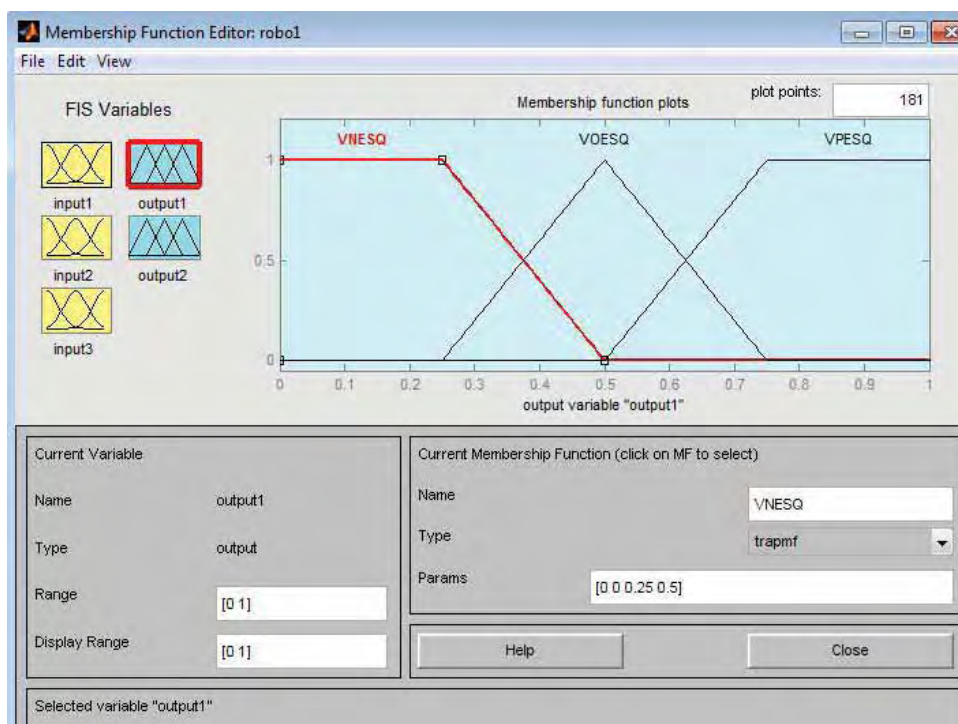 Membership Function Editor: robo1
File Edit View
FIS Variables
input1
output1
input2
output2
input3
Membership function plots
plot points:
181
VNESQ
VOESQ
VPESQ
1
0.5
0
0 0.1 0.2 0.3 0.4 0.5 0.6 0.7 0.8 0.9 1
output variable "output1"
Current Variable
Name output1
Type output
Range [0 1]
Display Range [0 1]
Current Membership Function (click on MF to select)
Name VNESQ
Type trapmf
Params [0 0 0.25 0.5]
Help
Close
Selected variable "output1"